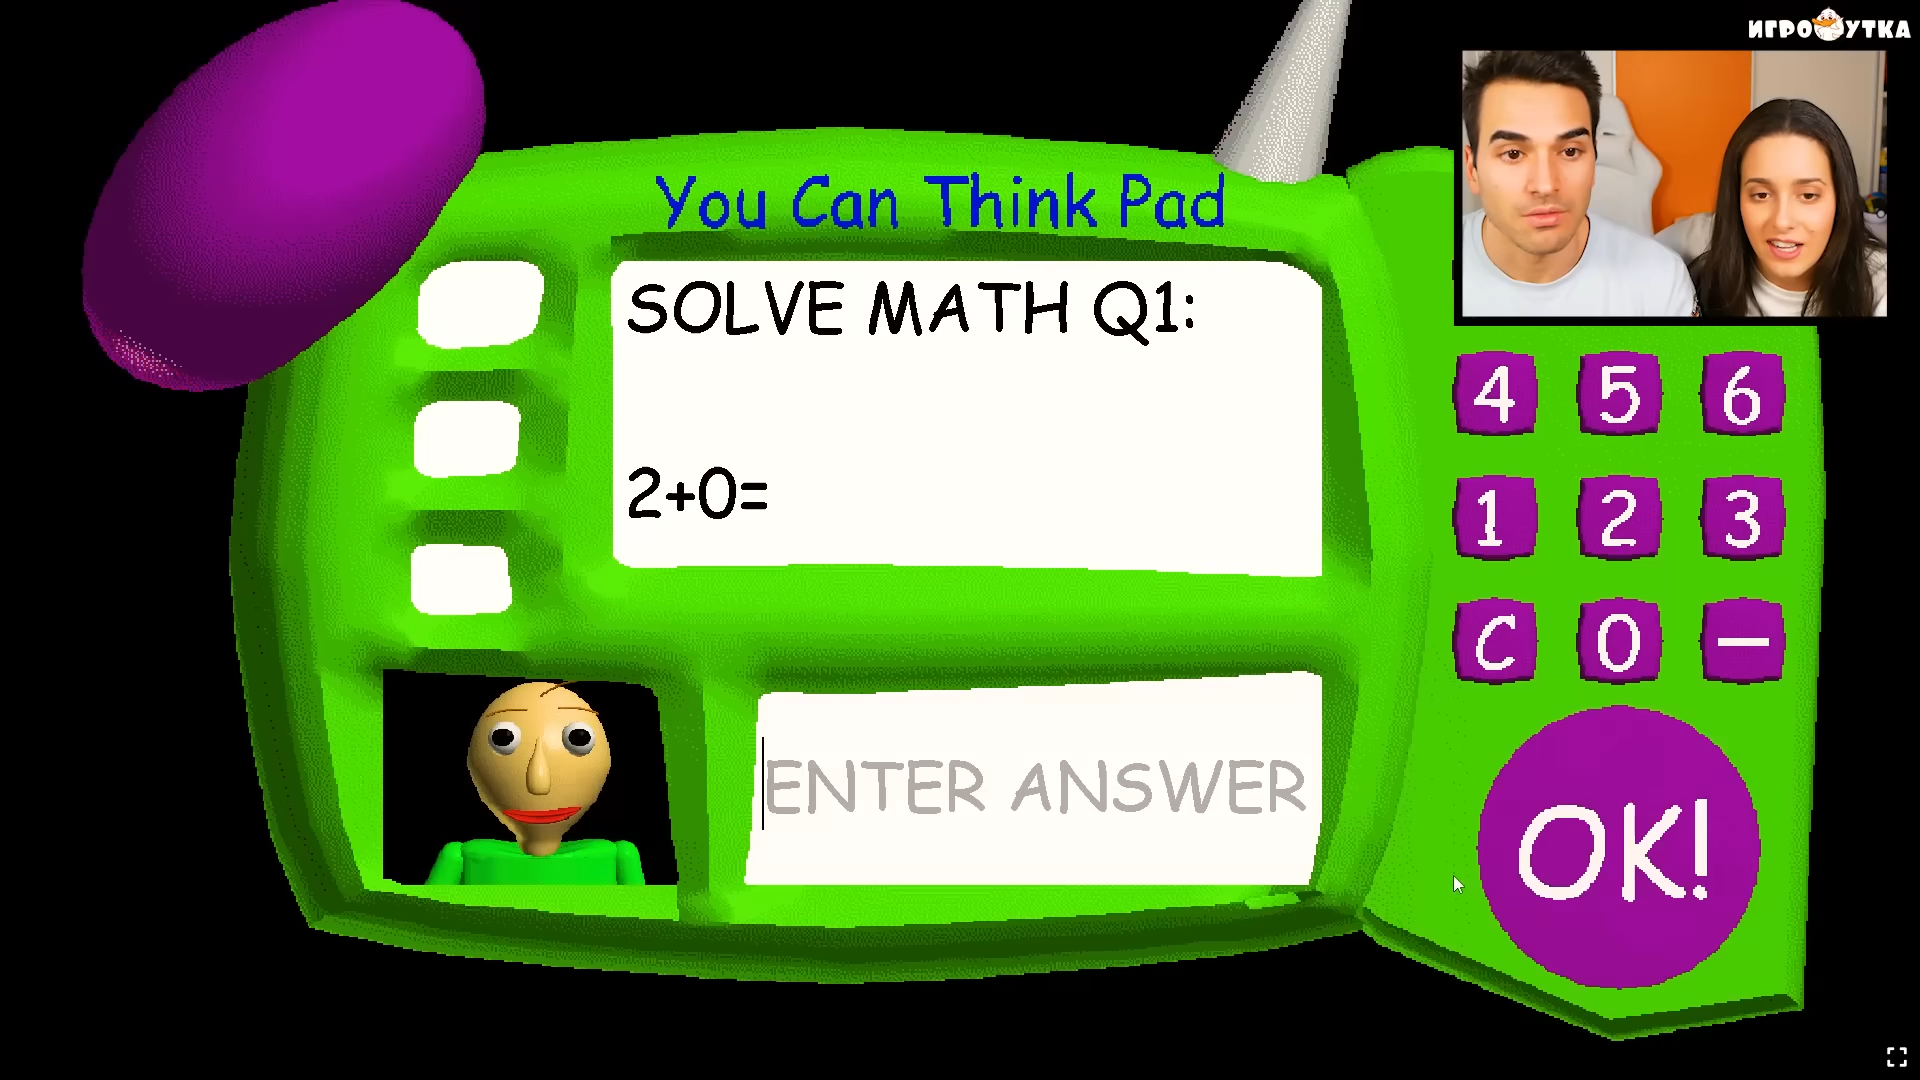 ИГРОУТКА
You Can Think Pad
SOLVE MATH Q1:
2+0=
4 5 6
1 2 3
C 0 −
ENTER ANSWER
OK!